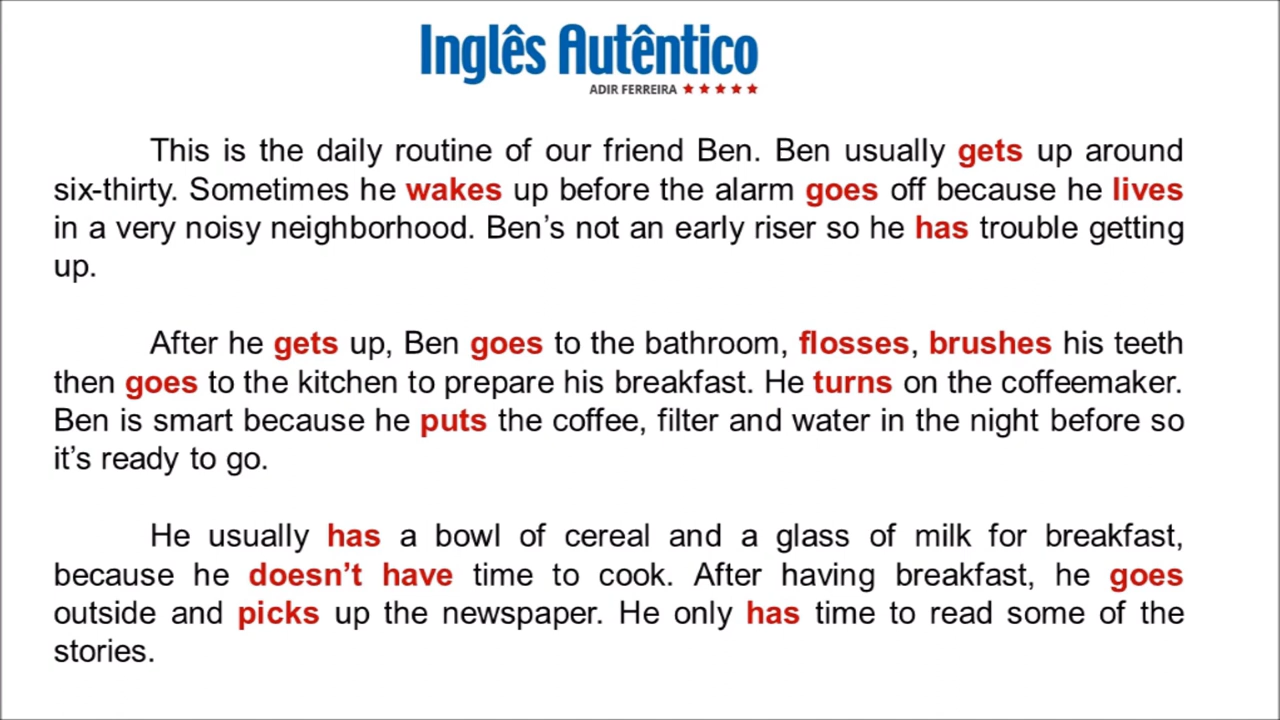 Inglês Autêntico
ADIR FERREIRA
This is the daily routine of our friend Ben. Ben usually gets up around
six-thirty. Sometimes he wakes up before the alarm goes off because he lives
in a very noisy neighborhood. Ben’s not an early riser so he has trouble getting
up.
After he gets up, Ben goes to the bathroom, flosses, brushes his teeth
then goes to the kitchen to prepare his breakfast. He turns on the coffeemaker.
Ben is smart because he puts the coffee, filter and water in the night before so
it’s ready to go.
He usually has a bowl of cereal and a glass of milk for breakfast,
because he doesn’t have time to cook. After having breakfast, he goes
outside and picks up the newspaper. He only has time to read some of the
stories.